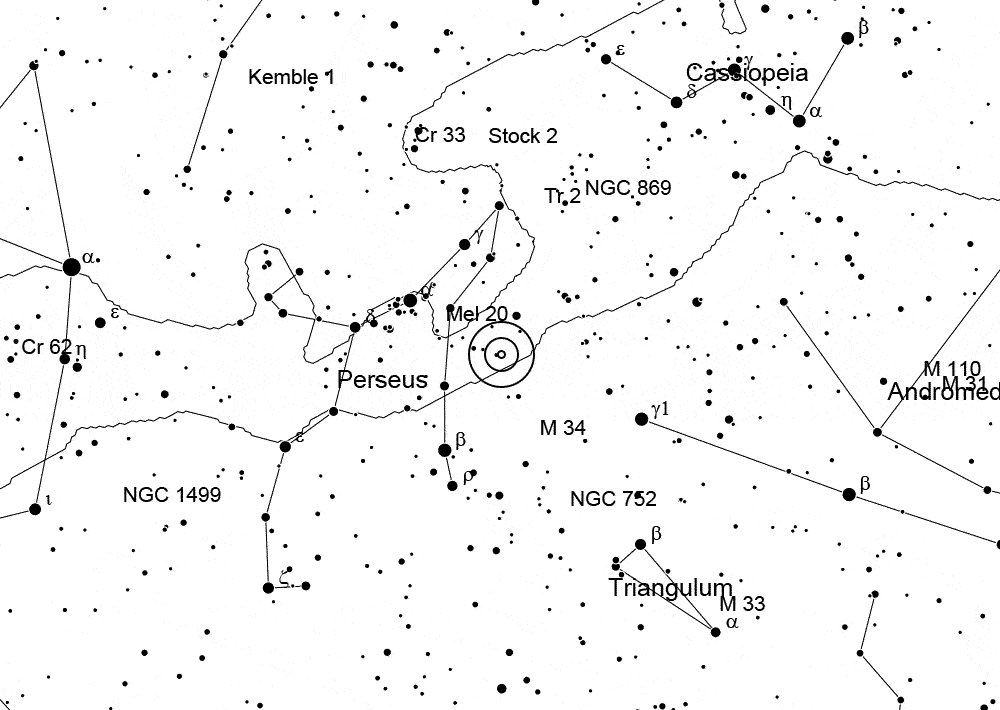 β
ε
γ
Cassiopeia
Kemble 1
δ
η
α
Cr 33
Stock 2
Tr 2
NGC 869
γ
α
α
ε
δ
Mel 20
Cr 62
η
Perseus
M 110
M 31
Andromed
γ1
M 34
ε
β
ρ
β
ι
NGC 1499
NGC 752
β
ζ
Triangulum
M 33
α